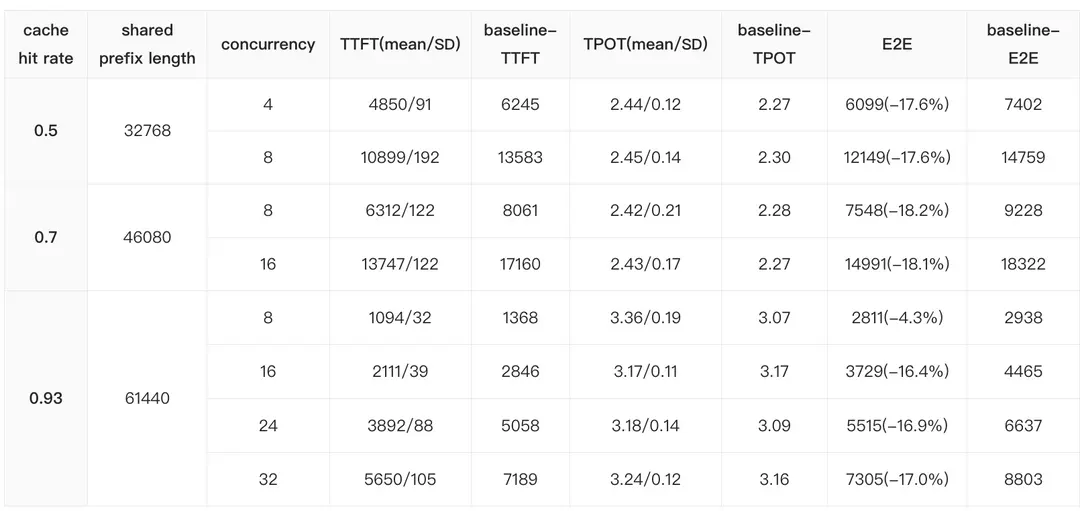 cache hit rate	shared prefix length	concurrency	TTFT(mean/SD)	baseline-TTFT	TPOT(mean/SD)	baseline-TPOT	E2E	baseline-E2E
0.5	32768	4	4850/91	6245	2.44/0.12	2.27	6099(-17.6%)	7402
8	10899/192	13583	2.45/0.14	2.30	12149(-17.6%)	14759
0.7	46080	8	6312/122	8061	2.42/0.21	2.28	7548(-18.2%)	9228
16	13747/122	17160	2.43/0.17	2.27	14991(-18.1%)	18322
0.93	61440	8	1094/32	1368	3.36/0.19	3.07	2811(-4.3%)	2938
16	2111/39	2846	3.17/0.11	3.17	3729(-16.4%)	4465
24	3892/88	5058	3.18/0.14	3.09	5515(-16.9%)	6637
32	5650/105	7189	3.24/0.12	3.16	7305(-17.0%)	8803